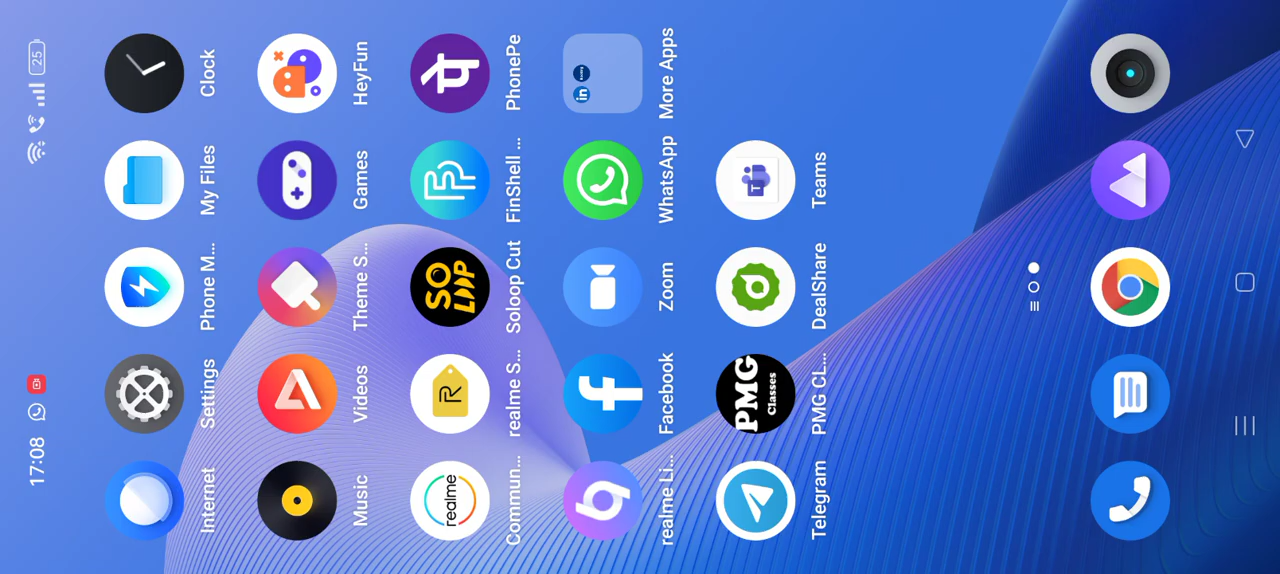 17:08 25
Internet Settings Phone M... My Files Clock
Music Videos Theme S... Games HeyFun
realme R SO LOOP
Commun... realme S... Soloop Cut FinShell ... PhonePe
in
realme Li... Facebook Zoom WhatsApp More Apps
PMG Classes T
Telegram PMG CL... DealShare Teams